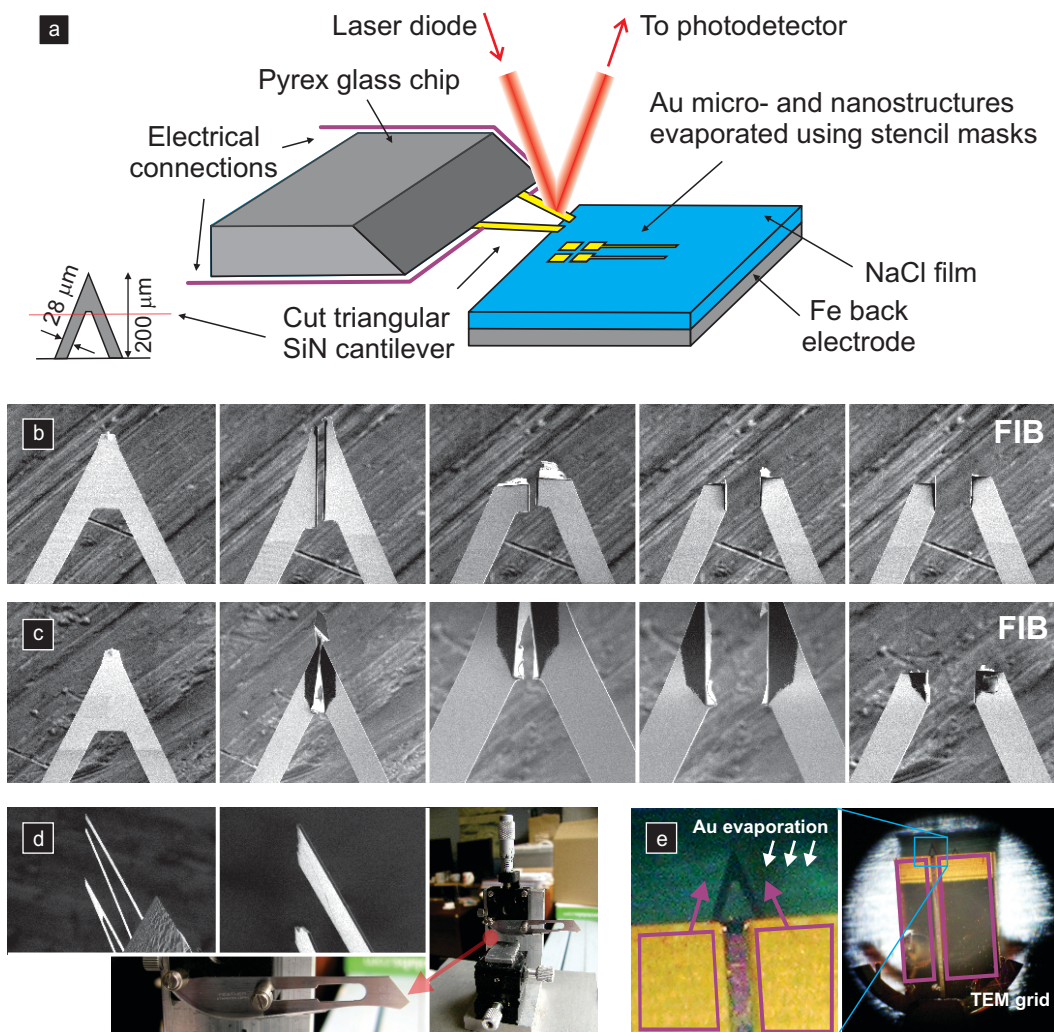 a
Laser diode
To photodetector
Pyrex glass chip
Au micro- and nanostructures
evaporated using stencil masks
Electrical
connections
28 μm
200 μm
Cut triangular
SiN cantilever
NaCl film
Fe back
electrode
b
FIB
c
FIB
d
e
Au evaporation
TEM grid